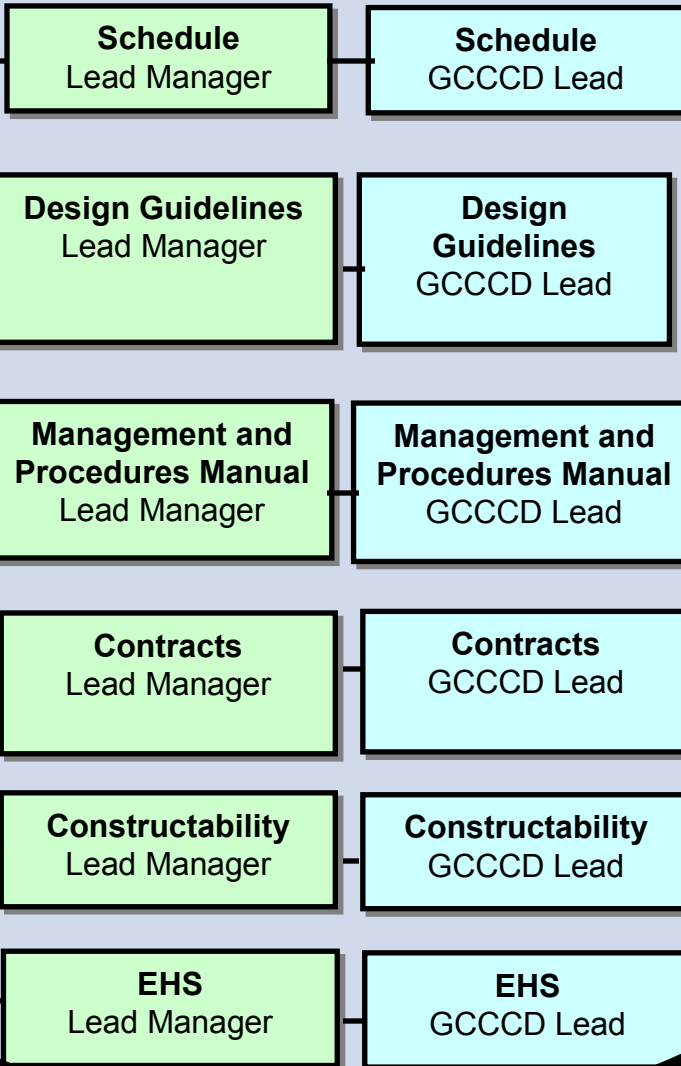 Schedule
Lead Manager
Schedule
GCCCD Lead
Design Guidelines
Lead Manager
Design
Guidelines
GCCCD Lead
Management and
Procedures Manual
Lead Manager
Management and
Procedures Manual
GCCCD Lead
Contracts
Lead Manager
Contracts
GCCCD Lead
Constructability
Lead Manager
Constructability
GCCCD Lead
EHS
Lead Manager
EHS
GCCCD Lead